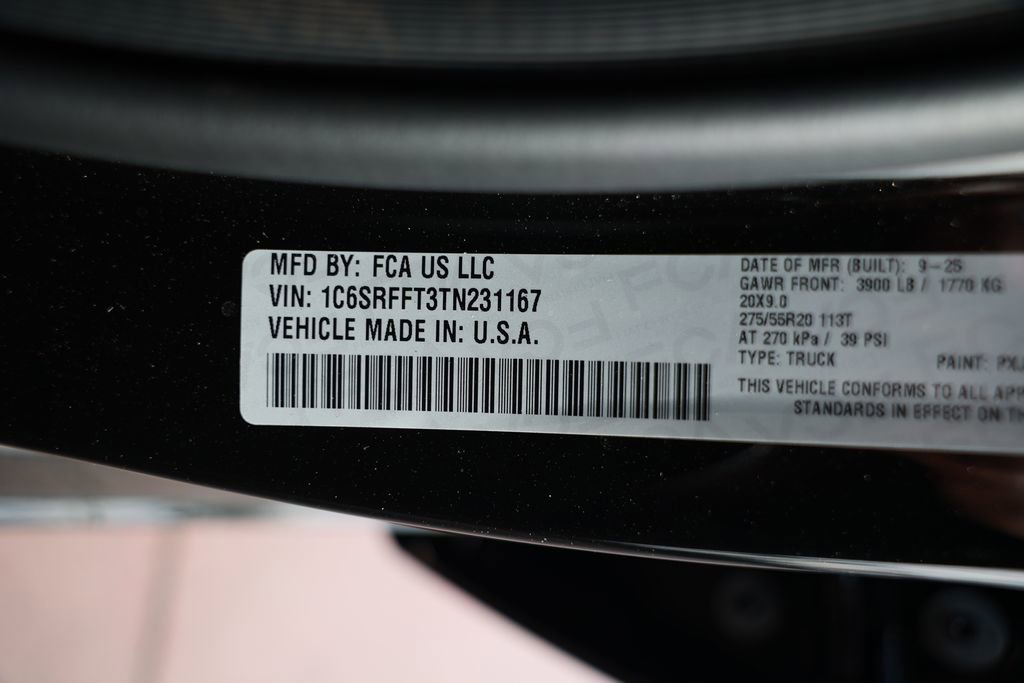 MFD BY: FCA US LLC
VIN: 1C6SRFFT3TN231167
VEHICLE MADE IN: U.S.A.
DATE OF MFR (BUILT): 9-25
GAWR FRONT: 3900 LB / 1770 KG
20X9.0
275/55R20 113T
AT 270 kPa / 39 PSI
TYPE: TRUCK PAINT:
THIS VEHICLE CONFORMS TO ALL
STANDARDS IN EFFECT ON